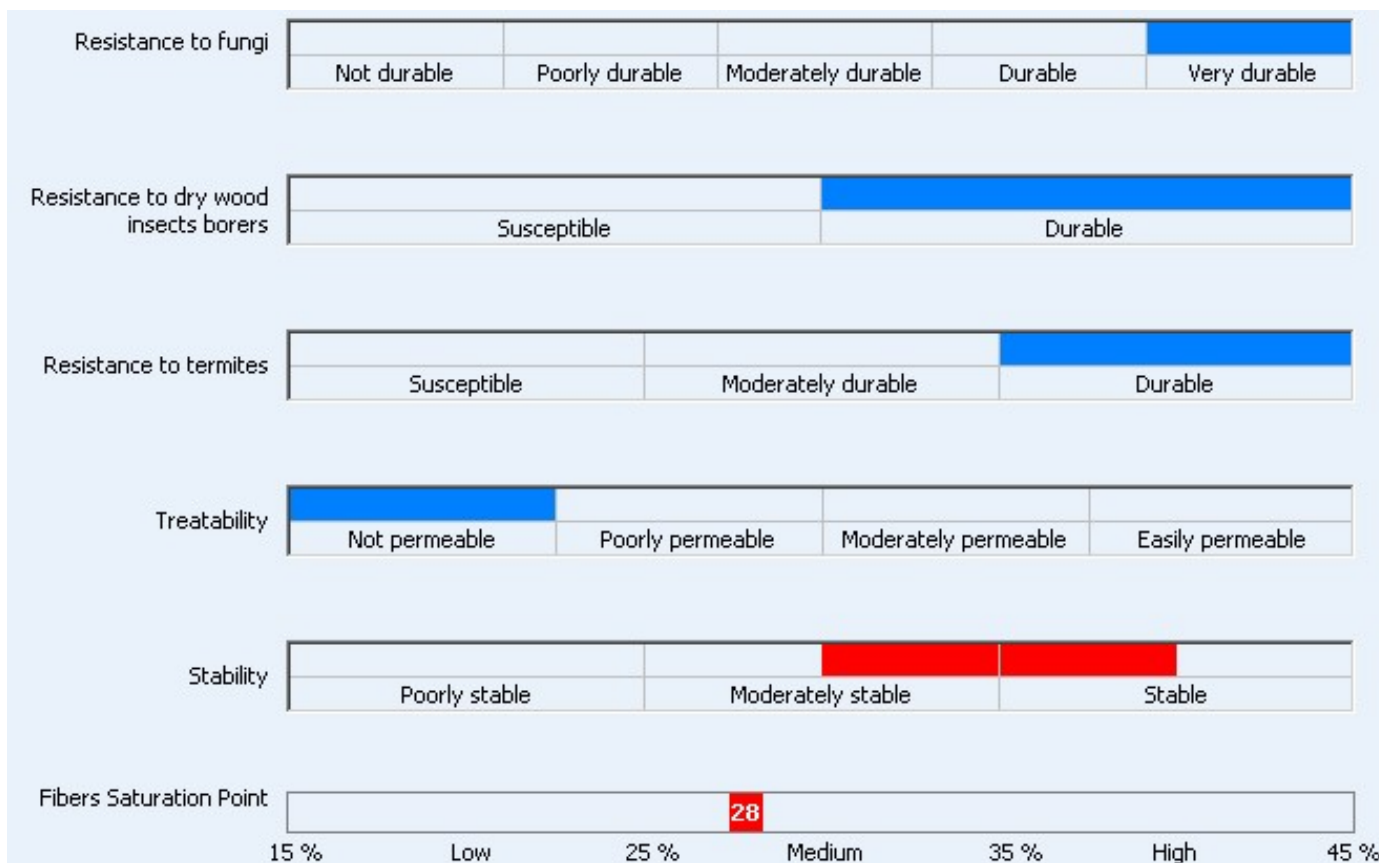 Resistance to fungi
Not durable Poorly durable Moderately durable Durable Very durable
Resistance to dry wood
insects borers
Susceptible Durable
Resistance to termites
Susceptible Moderately durable Durable
Treatability
Not permeable Poorly permeable Moderately permeable Easily permeable
Stability
Poorly stable Moderately stable Stable
Fibers Saturation Point
28
15 % Low 25 % Medium 35 % High 45 %